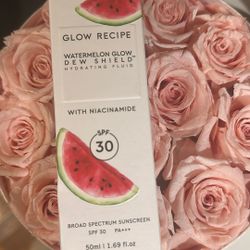 GLOW RECIPE
WATERMELON GLOW™
DEW SHIELD
HYDRATING FLUID
WITH NIACINAMIDE
SPF
30
BROAD SPECTRUM SUNSCREEN
SPF 30 PA+++
50ml | 1.69 fl.oz